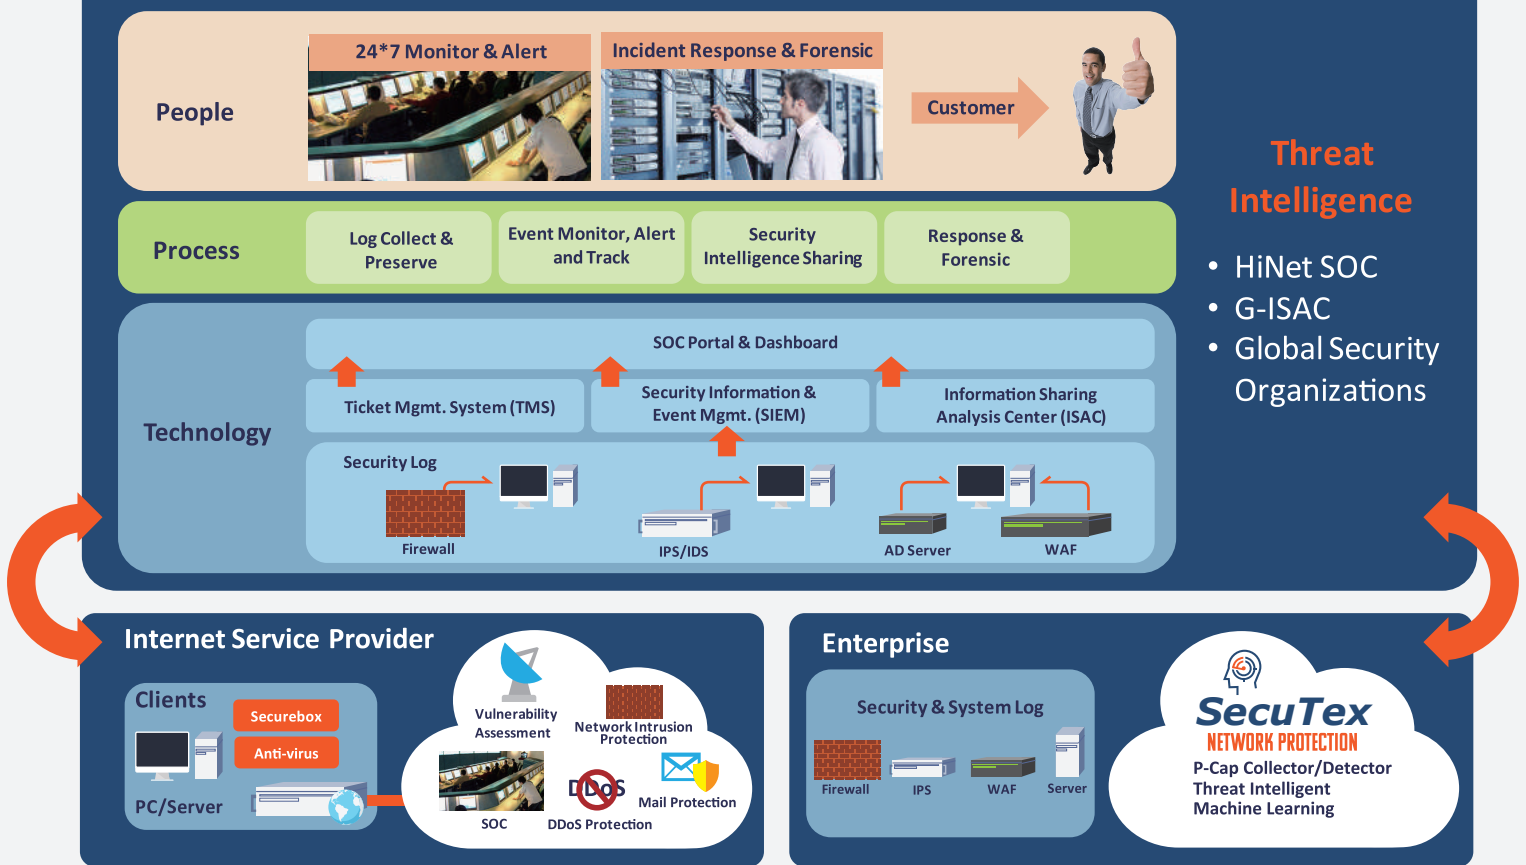 People
24*7 Monitor & Alert
Incident Response & Forensic
Customer
Threat
Intelligence
• HiNet SOC
• G-ISAC
• Global Security
Organizations
Process
Log Collect &
Preserve
Event Monitor, Alert
and Track
Security
Intelligence Sharing
Response &
Forensic
Technology
SOC Portal & Dashboard
Ticket Mgmt. System (TMS)
Security Information &
Event Mgmt. (SIEM)
Information Sharing
Analysis Center (ISAC)
Security Log
Firewall
IPS/IDS
AD Server
WAF
Internet Service Provider
Clients
Securebox
Anti-virus
PC/Server
Vulnerability
Assessment
Network Intrusion
Protection
SOC
DDoS
DDoS Protection
Mail Protection
Enterprise
Security & System Log
Firewall
IPS
WAF
Server
SecuTex
NETWORK PROTECTION
P-Cap Collector/Detector
Threat Intelligent
Machine Learning